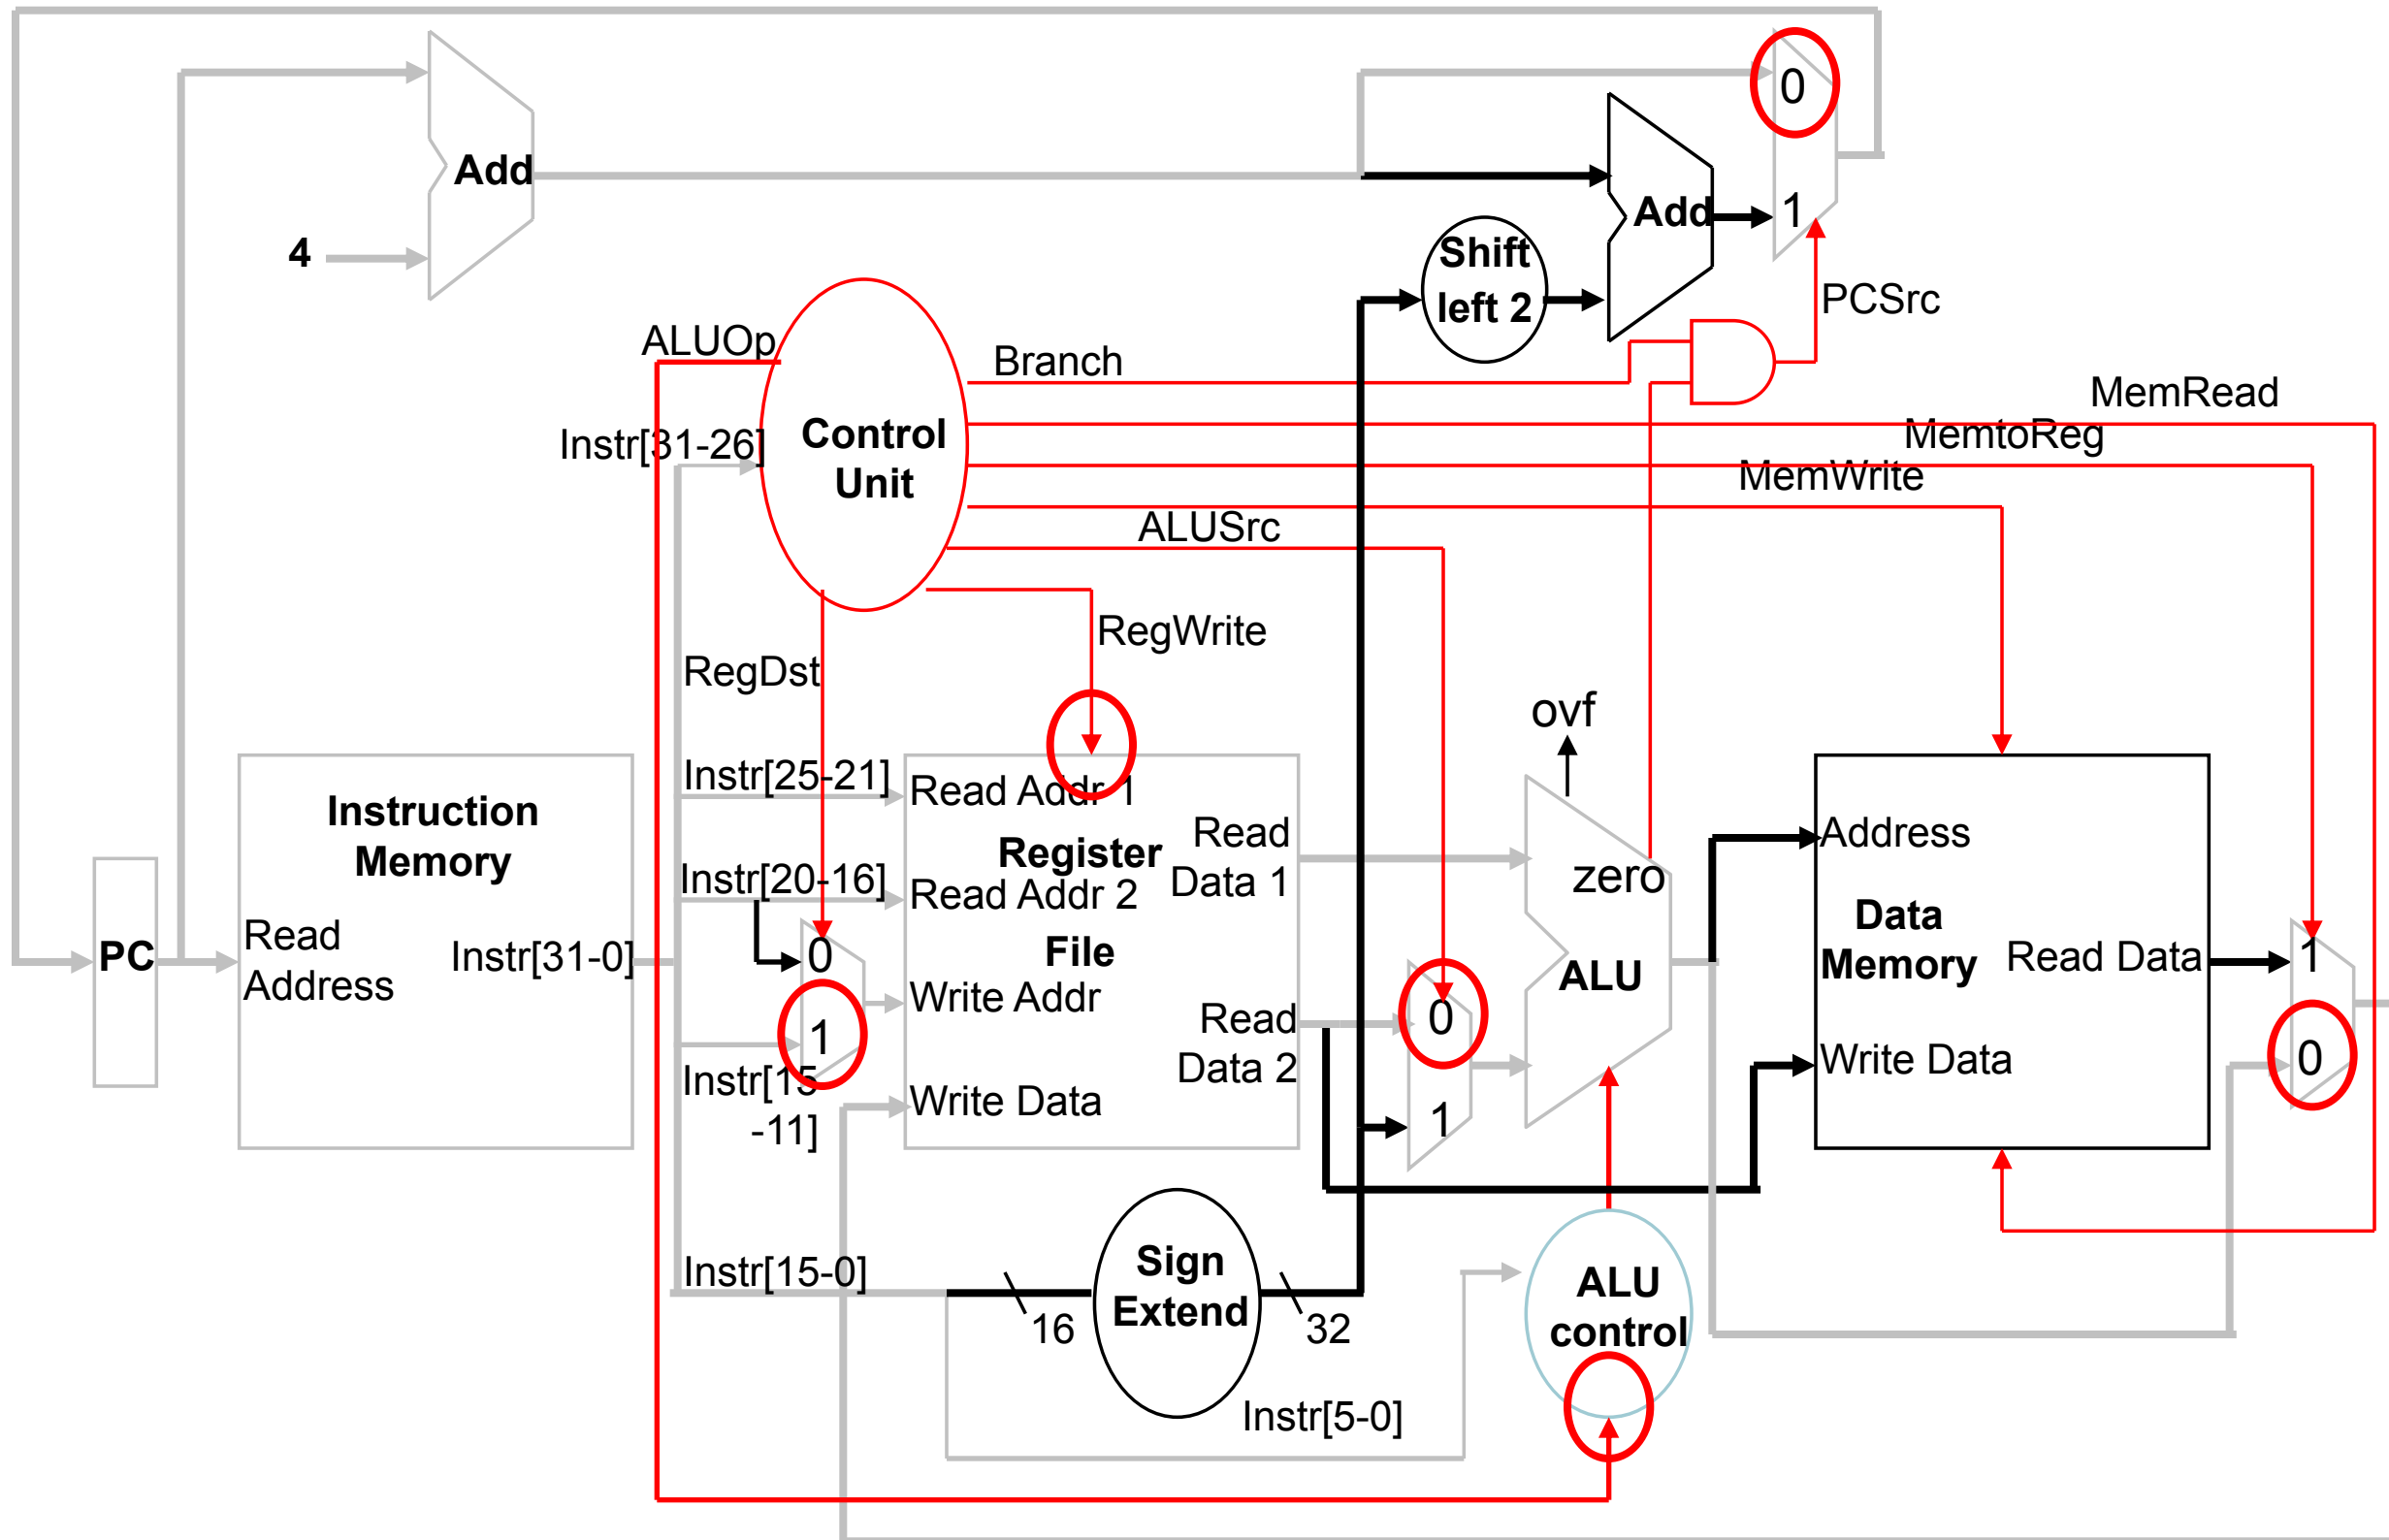 0
Add
Add
1
4
Shift
left 2
PCSrc
ALUOp
Branch
MemRead
Instr[31-26]
Control
Unit
MemtoReg
MemWrite
ALUSrc
RegWrite
RegDst
ovf
Instr[25-21]
Read Addr 1
Instruction
Memory
Register
Read
Data 1
Address
zero
Instr[20-16]
Read Addr 2
Data
Memory
PC
Read
Address
Instr[31-0]
0
File
ALU
Read Data
1
Write Addr
1
Read
Data 2
0
Write Data
0
Instr[15
-11]
Write Data
1
Sign
Extend
Instr[15-0]
ALU
control
16
32
Instr[5-0]